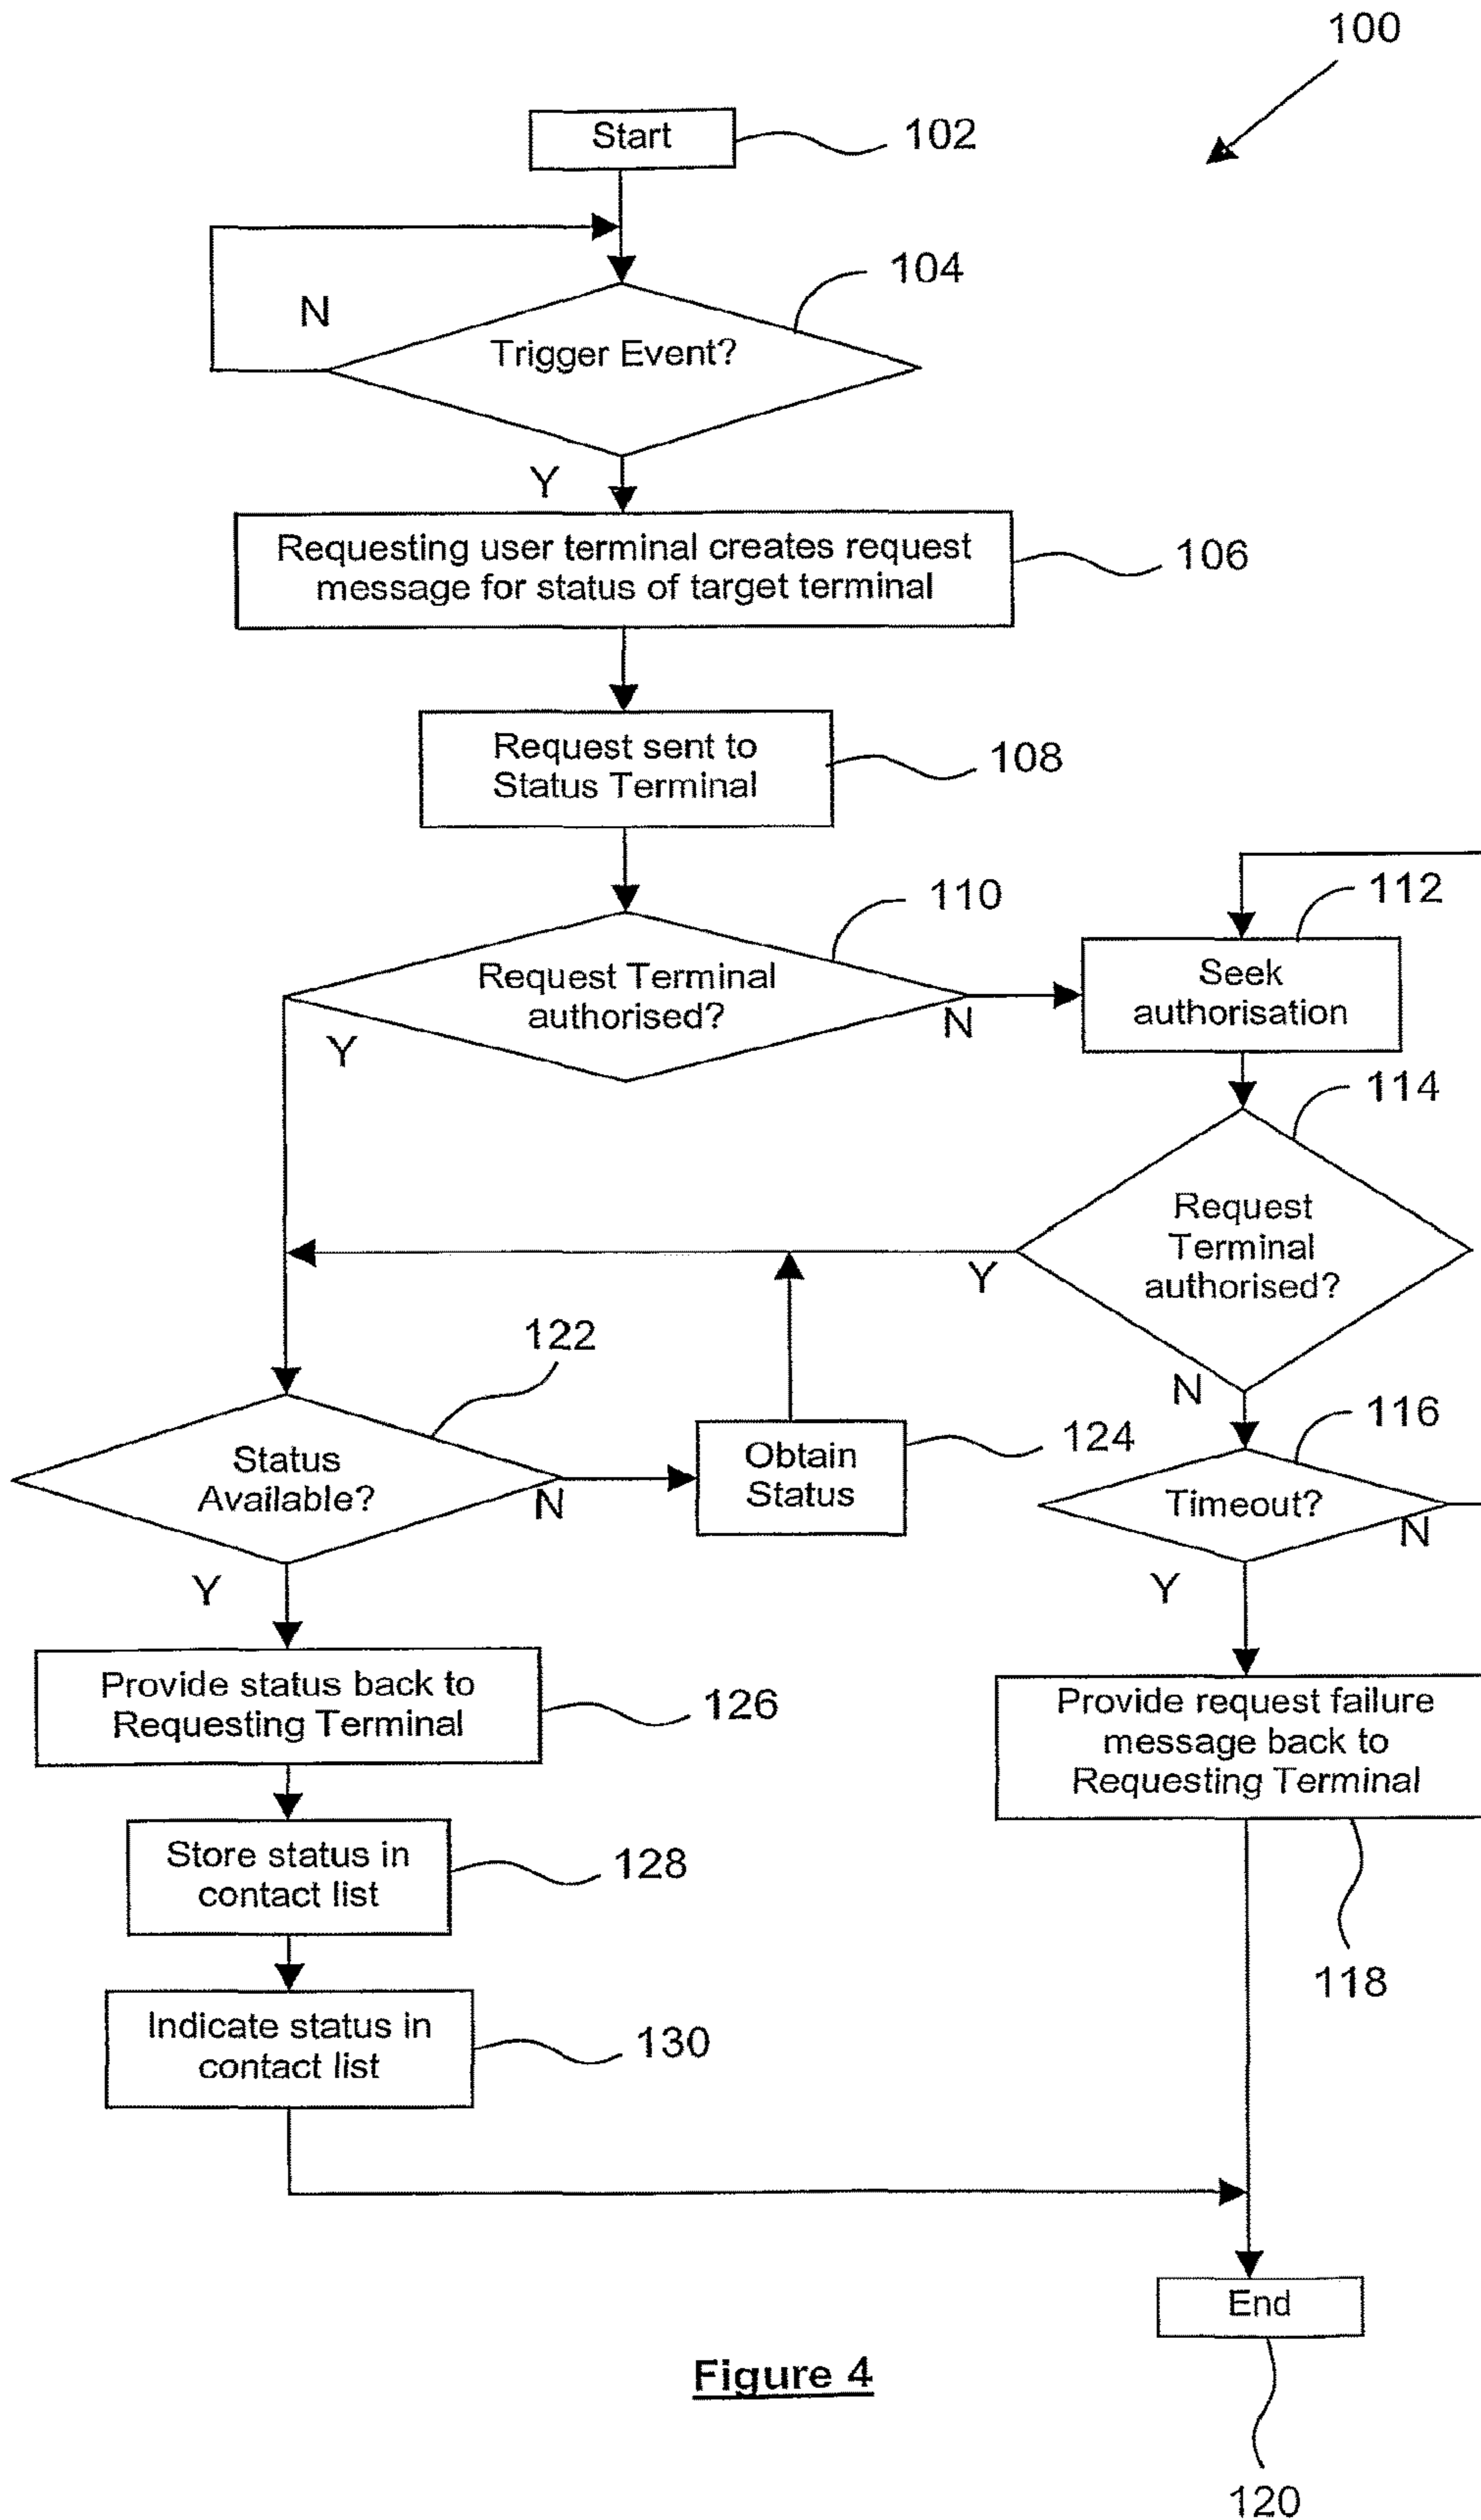 100
Start
102
104
N
Trigger Event?
Y
Requesting user terminal creates request
message for status of target terminal
106
Request sent to
Status Terminal
108
110
112
Request Terminal
authorised?
Y
N
Seek
authorisation
114
Request
Terminal
authorised?
Y
N
122
116
Status
Available?
N
Y
Obtain
Status
124
Timeout?
N
Y
Provide status back to
Requesting Terminal
126
Provide request failure
message back to
Requesting Terminal
118
Store status in
contact list
128
Indicate status in
contact list
130
End
120
Figure 4